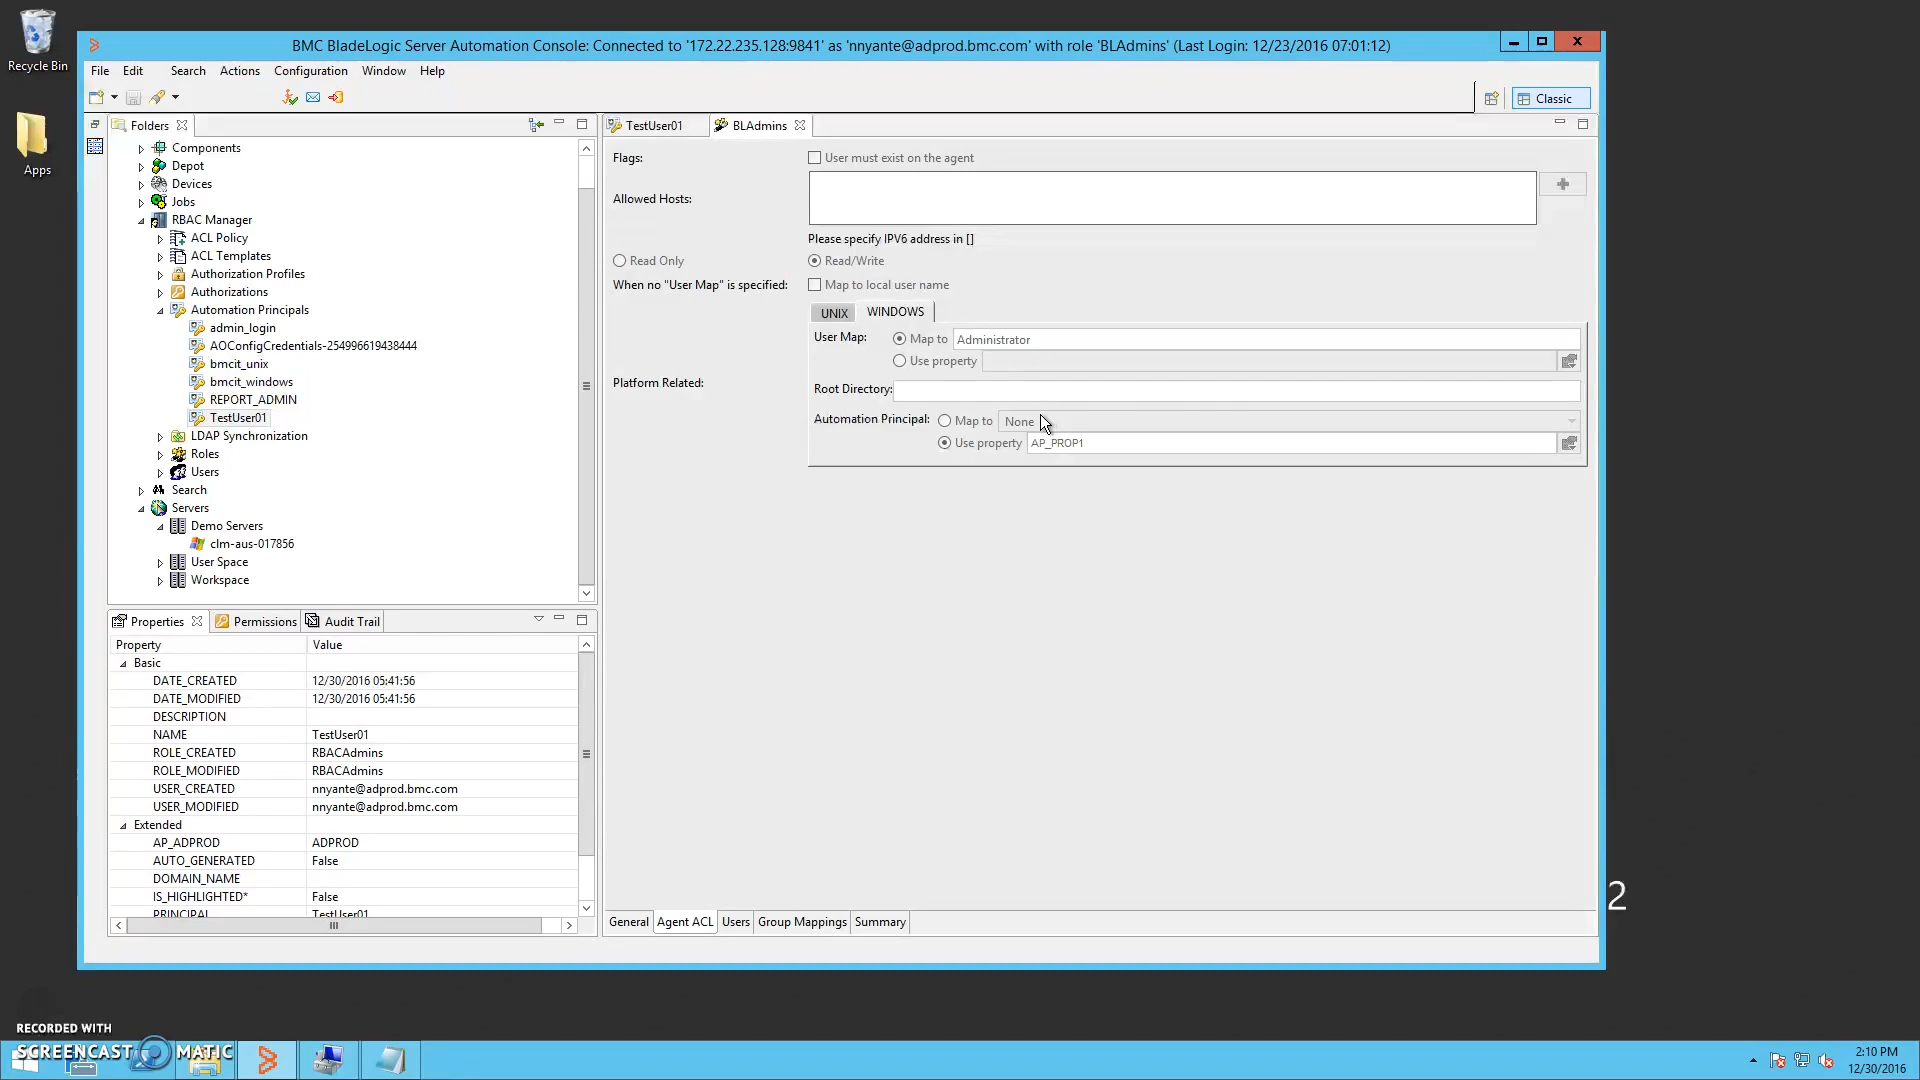 Recycle Bin
Apps
BMC BladeLogic Server Automation Console: Connected to '172.22.235.128:9841' as 'nnyante@adprod.bmc.com' with role 'BLAdmins' (Last Login: 12/23/2016 07:01:12)
File Edit Search Actions Configuration Window Help
Classic
Folders
Components
Depot
Devices
Jobs
RBAC Manager
ACL Policy
ACL Templates
Authorization Profiles
Authorizations
Automation Principals
admin_login
AOConfigCredentials-254996619438444
bmcit_unix
bmcit_windows
REPORT_ADMIN
TestUser01
LDAP Synchronization
Roles
Users
Search
Servers
Demo Servers
clm-aus-017856
User Space
Workspace
Properties Permissions Audit Trail
Property Value
Basic
DATE_CREATED 12/30/2016 05:41:56
DATE_MODIFIED 12/30/2016 05:41:56
DESCRIPTION
NAME TestUser01
ROLE_CREATED RBACAdmins
ROLE_MODIFIED RBACAdmins
USER_CREATED nnyante@adprod.bmc.com
USER_MODIFIED nnyante@adprod.bmc.com
Extended
AP_ADPROD ADPROD
AUTO_GENERATED False
DOMAIN_NAME
IS_HIGHLIGHTED* False
PRINCIPAL TestUser01
TestUser01 BLAdmins
Flags: User must exist on the agent
Allowed Hosts:
Please specify IPV6 address in []
Read Only Read/Write
When no "User Map" is specified: Map to local user name
UNIX WINDOWS
User Map: Map to Administrator
Use property
Platform Related:
Root Directory:
Automation Principal: Map to None
Use property AP_PROP1
General Agent ACL Users Group Mappings Summary
2
RECORDED WITH
SCREENCAST MATIC
2:10 PM
12/30/2016